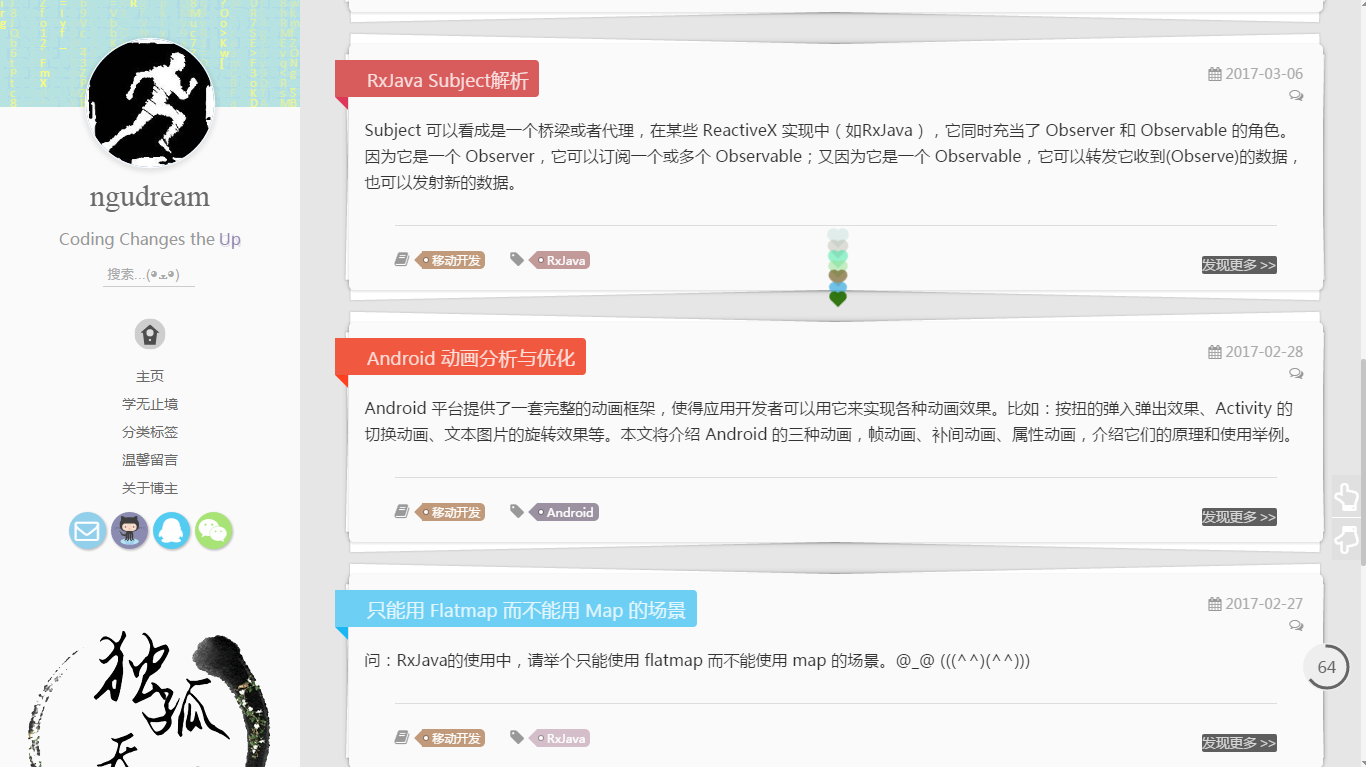 ngudream
Coding Changes the Up
搜索...(•̀ω•́)
主页
学无止境
分类标签
温馨留言
关于博主
独孤
RxJava Subject解析
2017-03-06
Subject 可以看成是一个桥梁或者代理，在某些 ReactiveX 实现中（如RxJava），它同时充当了 Observer 和 Observable 的角色。
因为它是一个 Observer，它可以订阅一个或多个 Observable；又因为它是一个 Observable，它可以转发它收到(Observe)的数据，
也可以发射新的数据。
移动开发 RxJava
发现更多 >>
Android 动画分析与优化
2017-02-28
Android 平台提供了一套完整的动画框架，使得应用开发者可以用它来实现各种动画效果。比如：按扭的弹入弹出效果、Activity 的
切换动画、文本图片的旋转效果等。本文将介绍 Android 的三种动画，帧动画、补间动画、属性动画，介绍它们的原理和使用举例。
移动开发 Android
发现更多 >>
只能用 Flatmap 而不能用 Map 的场景
2017-02-27
问：RxJava的使用中，请举个只能使用 flatmap 而不能使用 map 的场景。@_@ (((^^)(^^)))
64
移动开发 RxJava
发现更多 >>